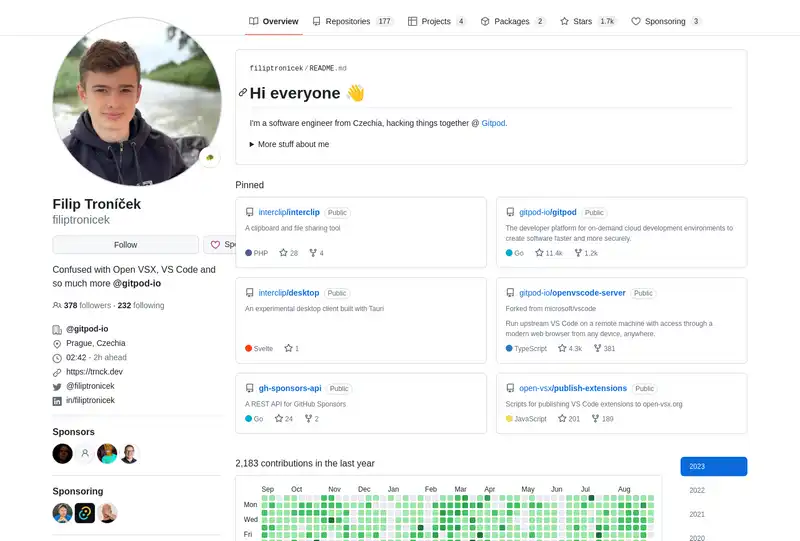 Overview
Repositories 177
Projects 4
Packages 2
Stars 1.7k
Sponsoring 3
filiptronicek/README.md
Hi everyone 👋
I'm a software engineer from Czechia, hacking things together @ Gitpod.
More stuff about me
Filip Troníček
filiptronicek
Follow
Spo
Confused with Open VSX, VS Code and
so much more @gitpod-io
378 followers · 232 following
@gitpod-io
Prague, Czechia
02:42 - 2h ahead
https://trnck.dev
@filiptronicek
in/filiptronicek
Sponsors
Sponsoring
Pinned
interclip/interclip Public
A clipboard and file sharing tool
PHP 28 4
gitpod-io/gitpod Public
The developer platform for on-demand cloud development environments to
create software faster and more securely.
Go 11.4k 1.2k
interclip/desktop Public
An experimental desktop client built with Tauri
Svelte 1
gitpod-io/openvscode-server Public
Forked from microsoft/vscode
Run upstream VS Code on a remote machine with access through a
modern web browser from any device, anywhere.
TypeScript 4.3k 381
gh-sponsors-api Public
A REST API for GitHub Sponsors
Go 24 2
open-vsx/publish-extensions Public
Scripts for publishing VS Code extensions to open-vsx.org
JavaScript 201 189
2,183 contributions in the last year
Sep Oct Nov Dec Jan Feb Mar Apr May Jun Jul Aug
Mon
Wed
Fri
2023
2022
2021
2020